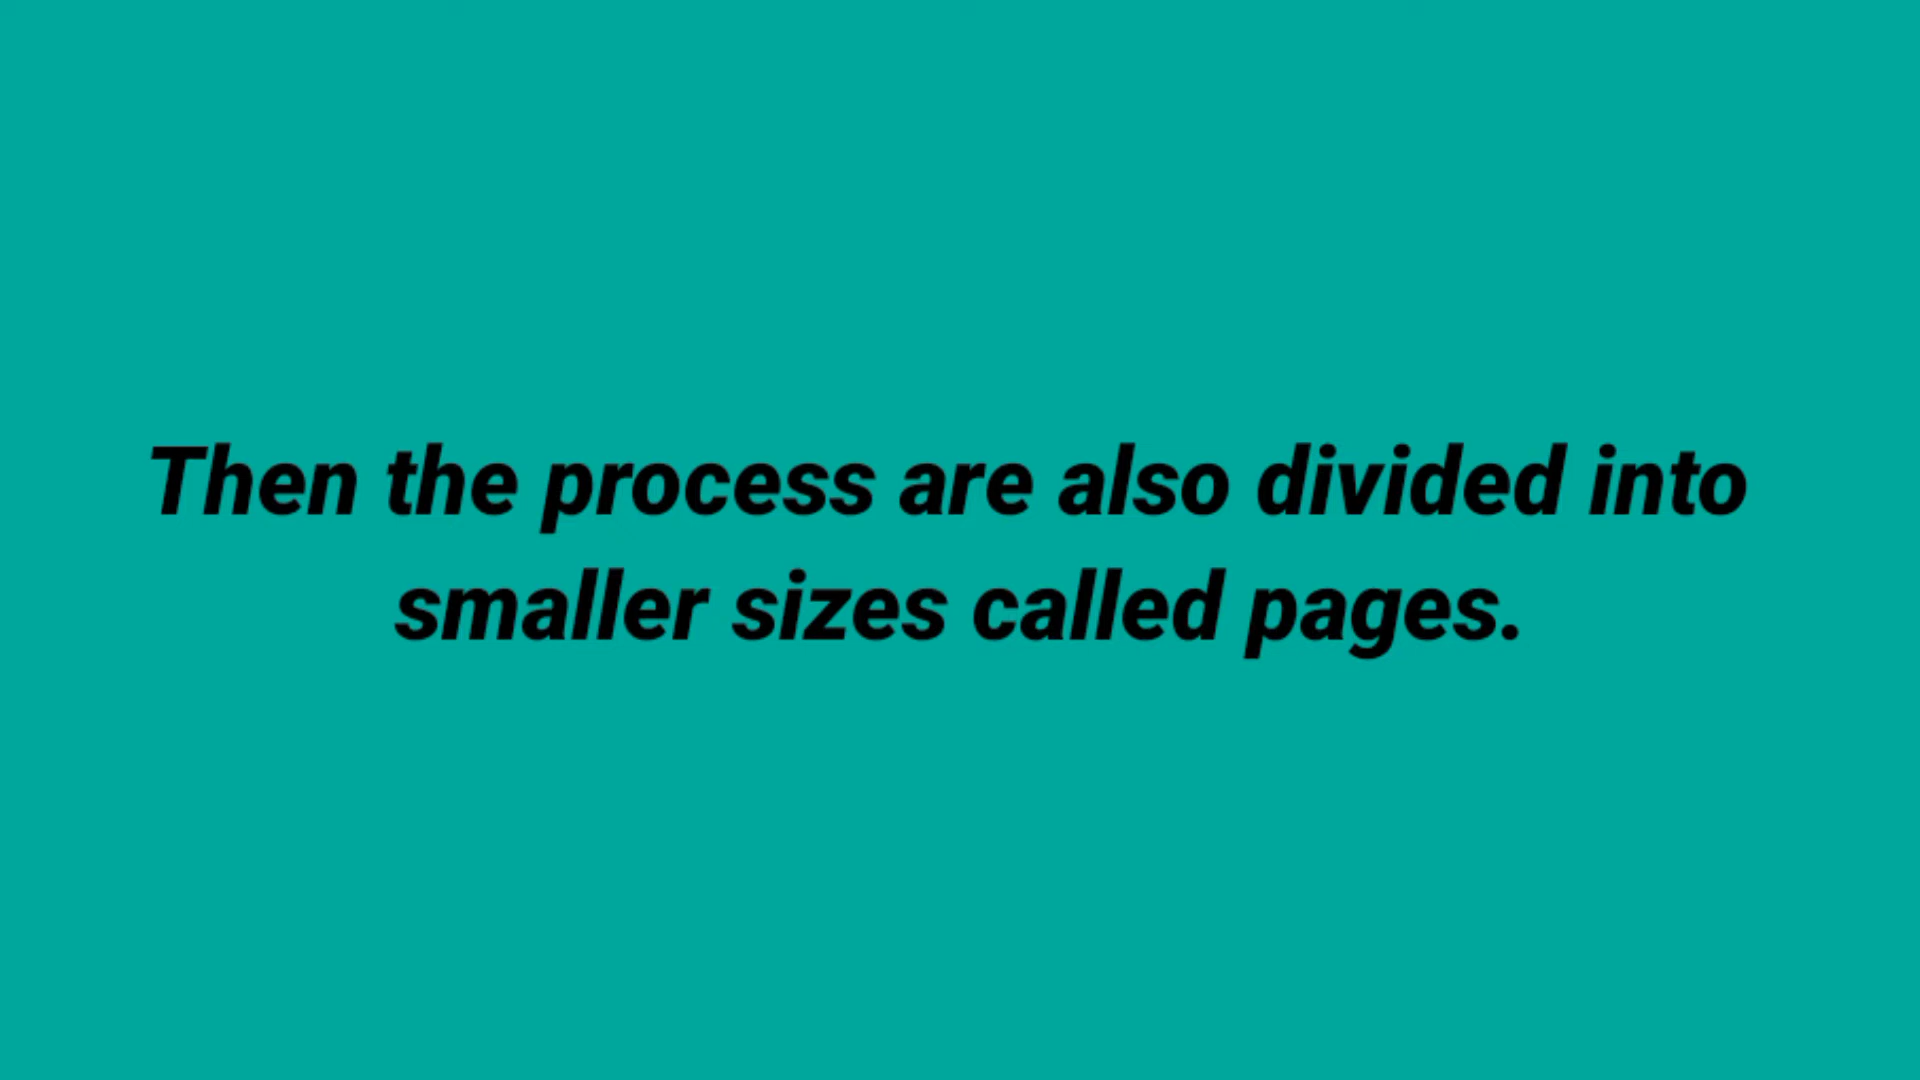 Then the process are also divided into
smaller sizes called pages.